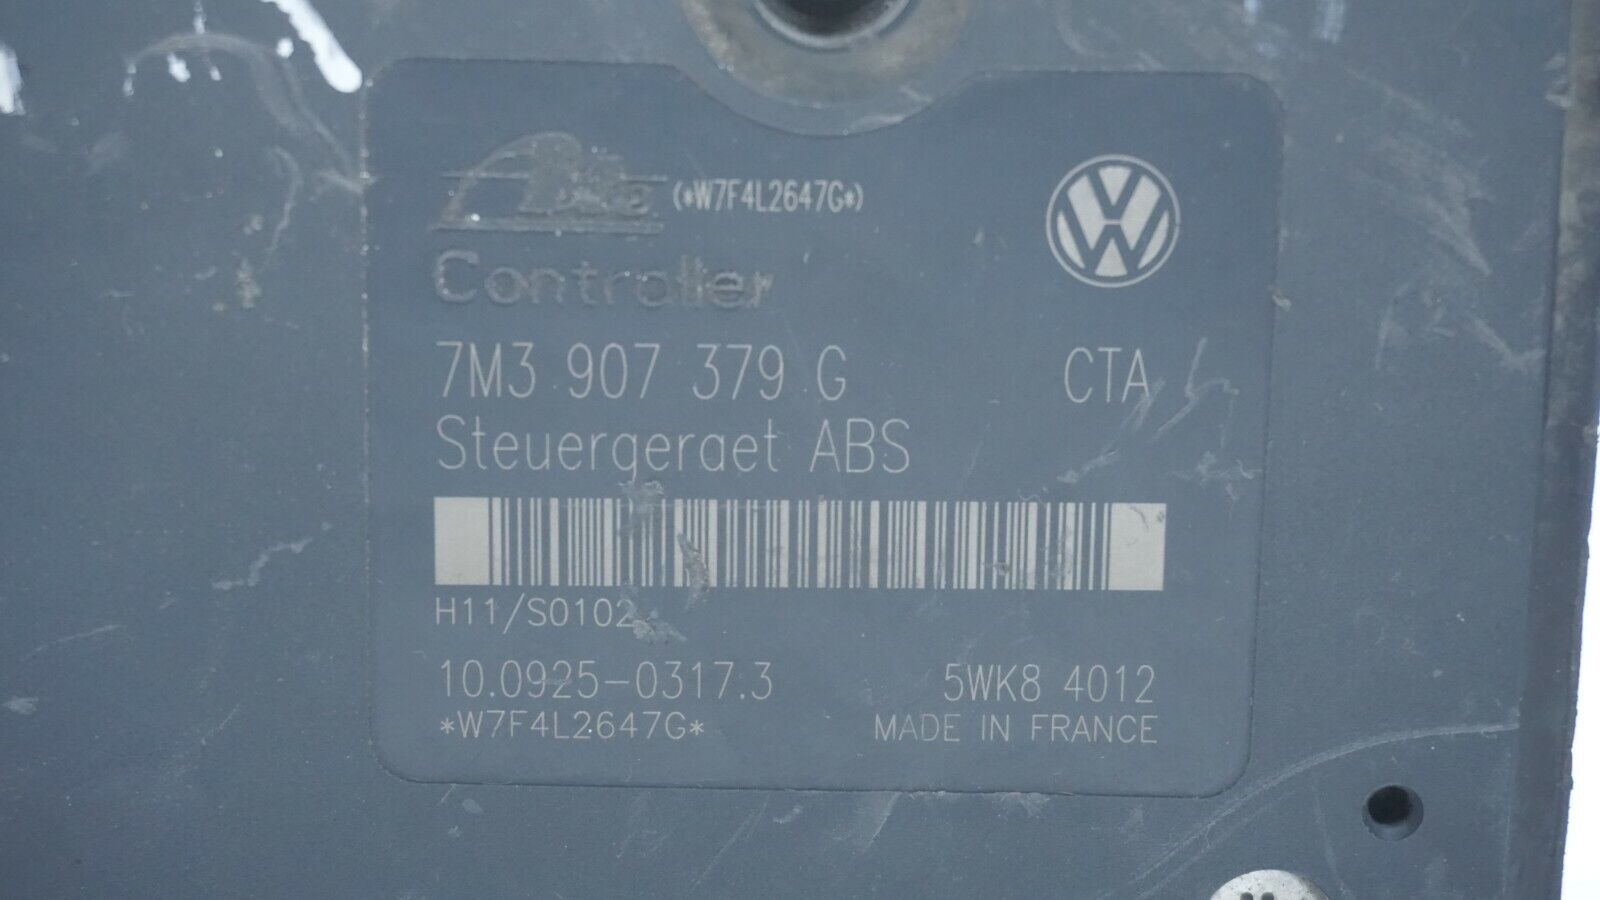 (*W7F4L2647G*)
Controller
7M3 907 379 G CTA
Steuergeraet ABS
H11/S0102
10.0925-0317.3 5WK8 4012
*W7F4L2647G* MADE IN FRANCE